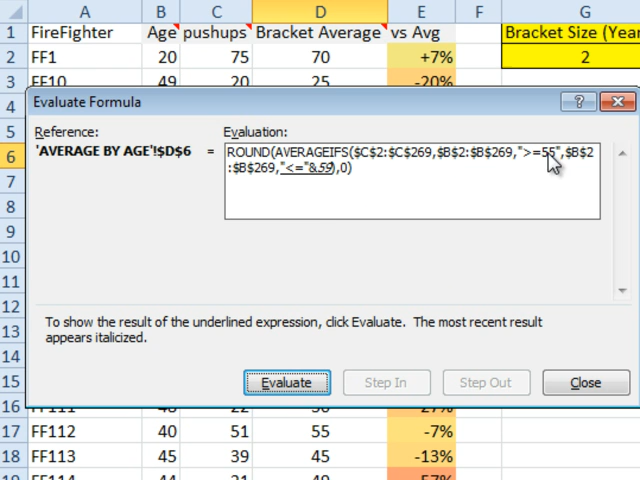 A B C D E F G
1 FireFighter Age pushups Bracket Average vs Avg Bracket Size (Year
2 FF1 20 75 70 +7% 2
3 FF10 49 20 25 -20%
4 Evaluate Formula ?
5 Reference: Evaluation:
6 'AVERAGE BY AGE'!$D$6 = ROUND(AVERAGEIFS($C$2:$C$269,$B$2:$B$269,">=55",$B$2
7 :$B$269,"<="&59),0)
8
9
10
11
12
13 To show the result of the underlined expression, click Evaluate. The most recent result
appears italicized.
14
15 Evaluate Step In Step Out Close
16 FF111
17 FF112 40 51 55 -7%
18 FF113 45 39 45 -13%
FF114